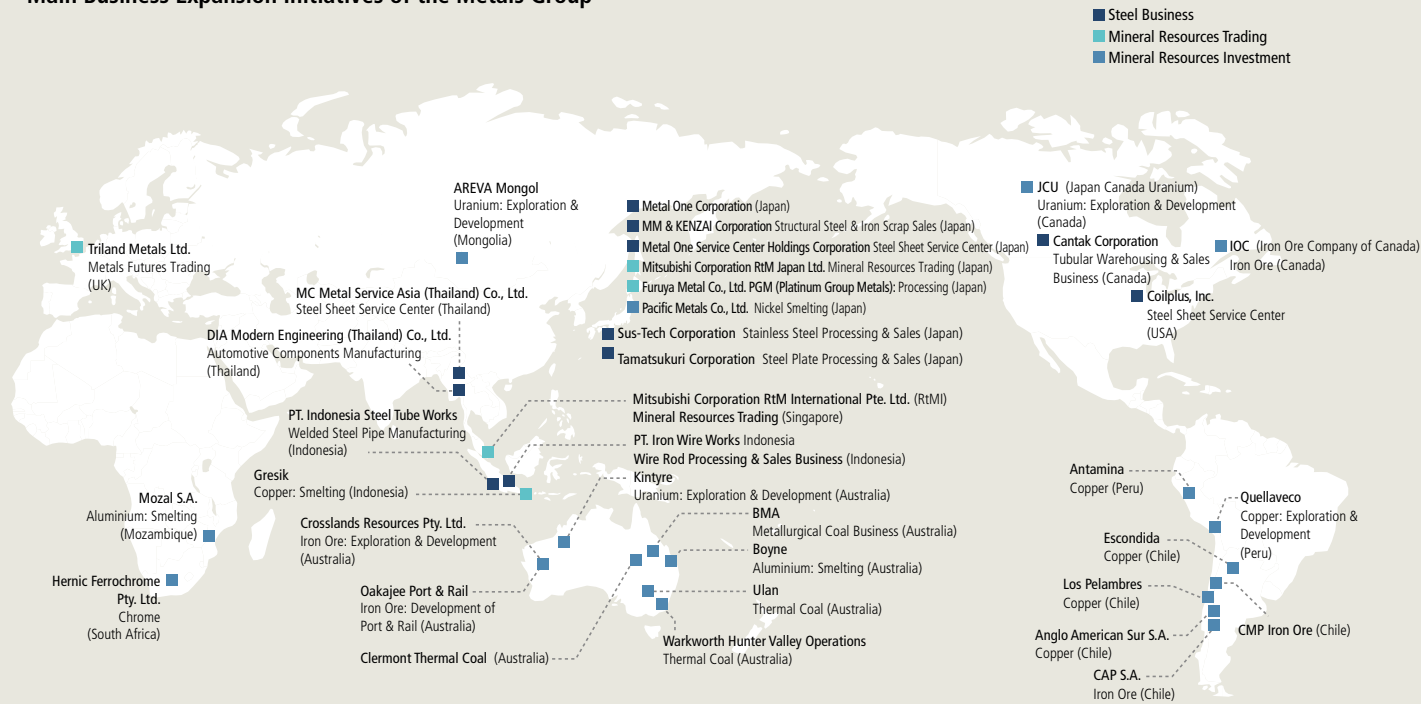 Main Business Expansion Initiatives of the Metals Group
Steel Business
Mineral Resources Trading
Mineral Resources Investment
Triland Metals Ltd.
Metals Futures Trading
(UK)
AREVA Mongol
Uranium: Exploration &
Development
(Mongolia)
MC Metal Service Asia (Thailand) Co., Ltd.
Steel Sheet Service Center (Thailand)
DIA Modern Engineering (Thailand) Co., Ltd.
Automotive Components Manufacturing
(Thailand)
PT. Indonesia Steel Tube Works
Welded Steel Pipe Manufacturing
(Indonesia)
Gresik
Copper: Smelting (Indonesia)
Mozal S.A.
Aluminium: Smelting
(Mozambique)
Hernic Ferrochrome
Pty. Ltd.
Chrome
(South Africa)
Crosslands Resources Pty. Ltd.
Iron Ore: Exploration & Development
(Australia)
Oakajee Port & Rail
Iron Ore: Development of
Port & Rail (Australia)
Clermont Thermal Coal (Australia)
Metal One Corporation (Japan)
MM & KENZAI Corporation Structural Steel & Iron Scrap Sales (Japan)
Metal One Service Center Holdings Corporation Steel Sheet Service Center (Japan)
Mitsubishi Corporation RtM Japan Ltd. Mineral Resources Trading (Japan)
Furuya Metal Co., Ltd. PGM (Platinum Group Metals): Processing (Japan)
Pacific Metals Co., Ltd. Nickel Smelting (Japan)
Sus-Tech Corporation Stainless Steel Processing & Sales (Japan)
Tamatsukuri Corporation Steel Plate Processing & Sales (Japan)
Mitsubishi Corporation RtM International Pte. Ltd. (RtMI)
Mineral Resources Trading (Singapore)
PT. Iron Wire Works Indonesia
Wire Rod Processing & Sales Business (Indonesia)
Kintyre
Uranium: Exploration & Development (Australia)
BMA
Metallurgical Coal Business (Australia)
Boyne
Aluminium: Smelting (Australia)
Ulan
Thermal Coal (Australia)
Warkworth Hunter Valley Operations
Thermal Coal (Australia)
JCU (Japan Canada Uranium)
Uranium: Exploration & Development
(Canada)
Cantak Corporation
Tubular Warehousing & Sales
Business (Canada)
IOC (Iron Ore Company of Canada)
Iron Ore (Canada)
Coilplus, Inc.
Steel Sheet Service Center
(USA)
Antamina
Copper (Peru)
Quellaveco
Copper: Exploration &
Development
(Peru)
Escondida
Copper (Chile)
Los Pelambres
Copper (Chile)
Anglo American Sur S.A.
Copper (Chile)
CMP Iron Ore (Chile)
CAP S.A.
Iron Ore (Chile)